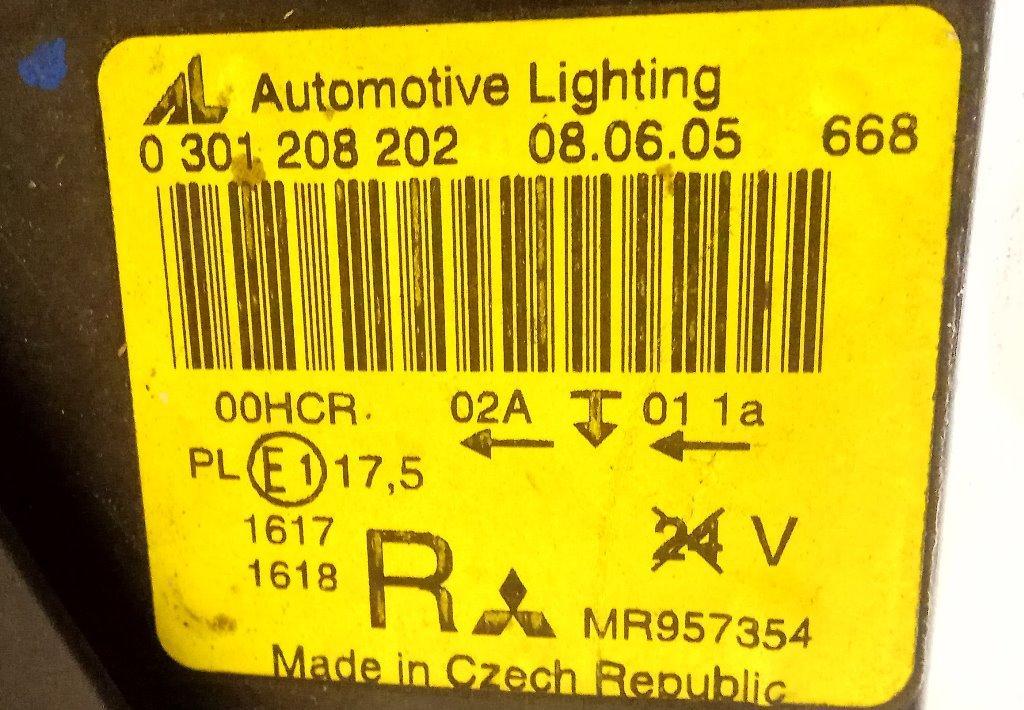 AL Automotive Lighting
0 301 208 202 08.06.05 668
00HCR 02A 01 1a
PL E1 17,5
1617
1618
R 24 V
MR957354
Made in Czech Republic